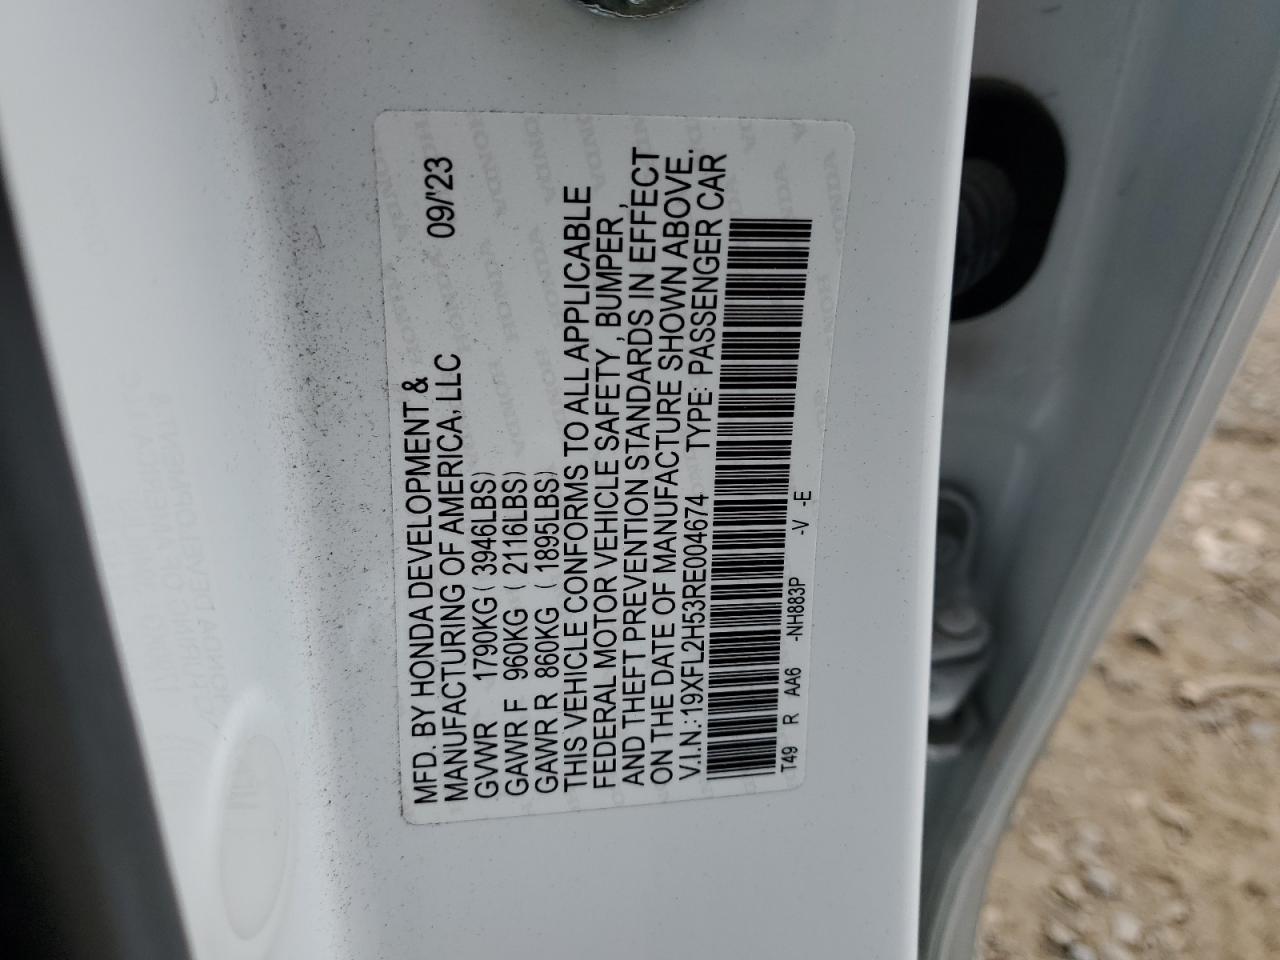 MFD. BY HONDA DEVELOPMENT &
MANUFACTURING OF AMERICA, LLC 09/'23
GVWR 1790KG ( 3946LBS)
GAWR F 960KG ( 2116LBS)
GAWR R 860KG ( 1895LBS)
THIS VEHICLE CONFORMS TO ALL APPLICABLE
FEDERAL MOTOR VEHICLE SAFETY , BUMPER ,
AND THEFT PREVENTION STANDARDS IN EFFECT
ON THE DATE OF MANUFACTURE SHOWN ABOVE.
V.I.N.: 19XFL2H53RE004674 TYPE: PASSENGER CAR
T49 R AA6 -NH883P -V -E